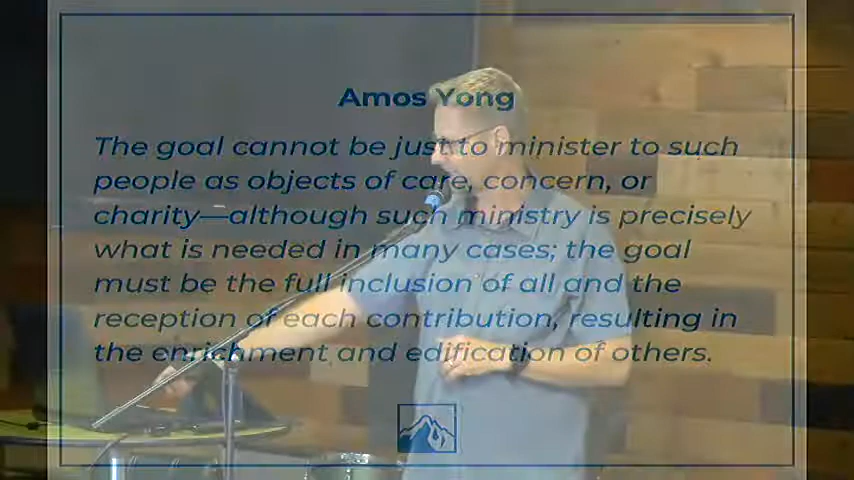 Amos Yong
The goal cannot be just to minister to such
people as objects of care, concern, or
charity—although such ministry is precisely
what is needed in many cases; the goal
must be the full inclusion of all and the
reception of each contribution, resulting in
the enrichment and edification of others.